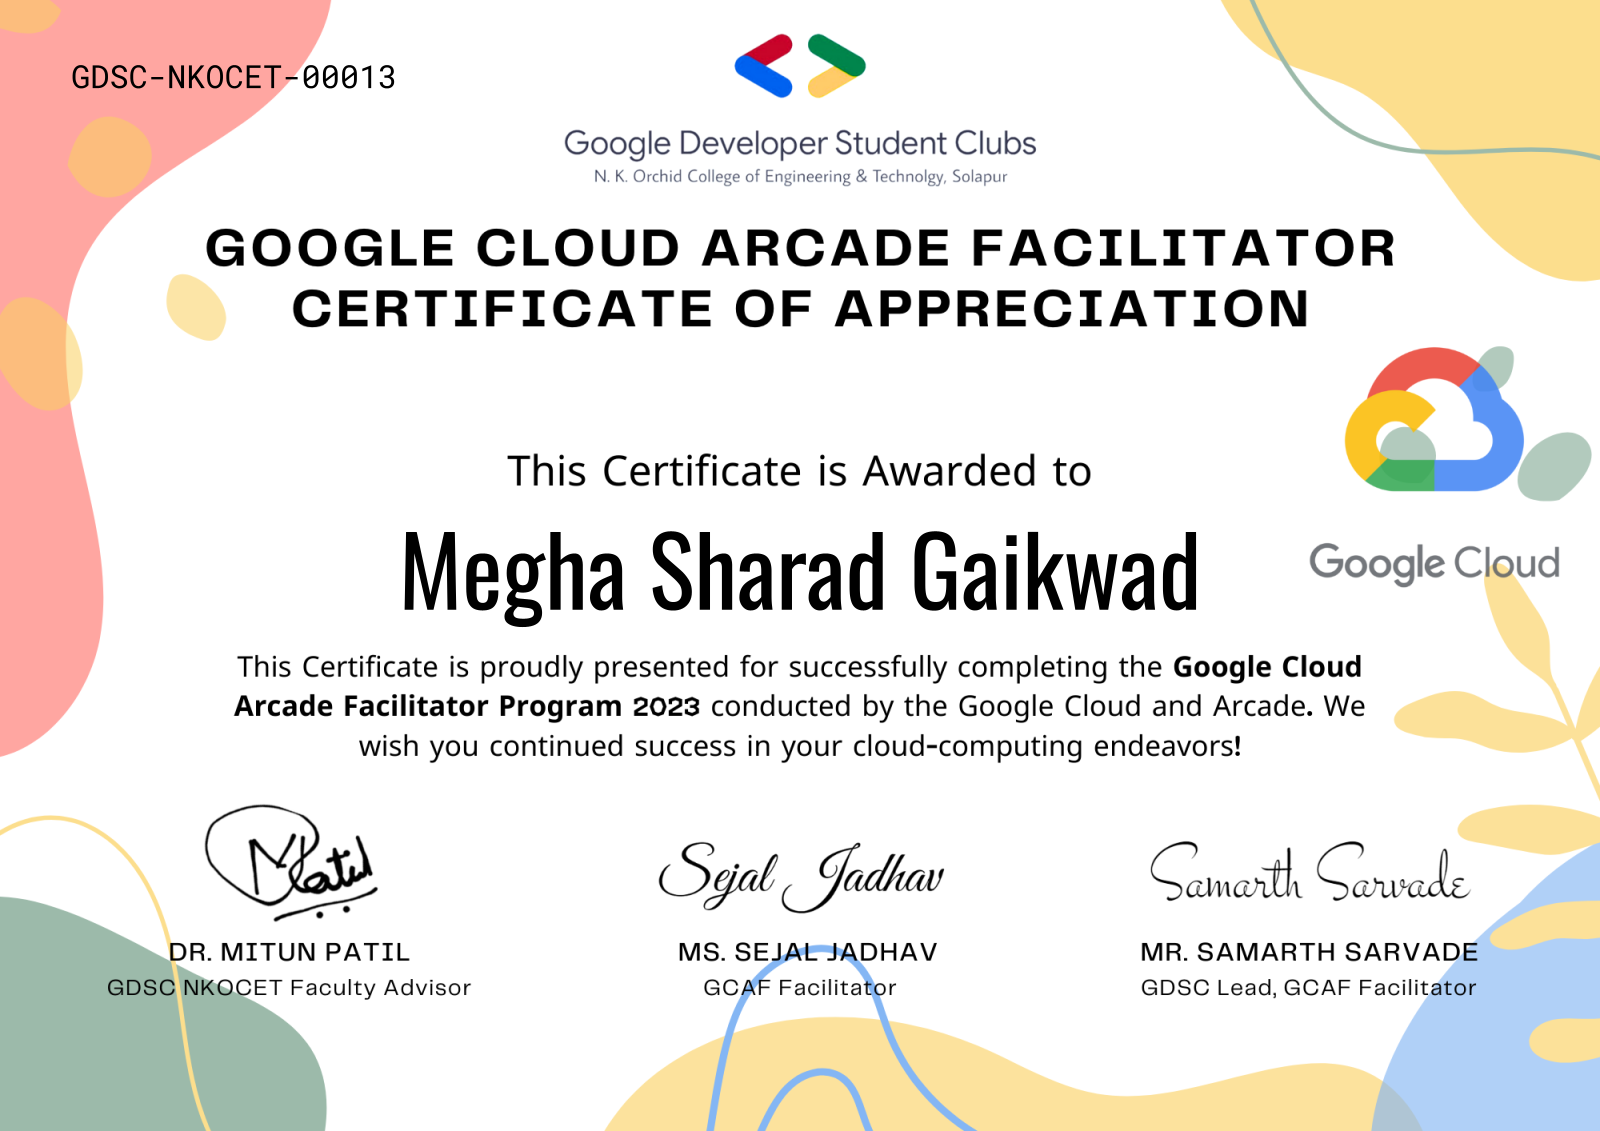 GDSC-NKOCET-00013
Google Developer Student Clubs
N. K. Orchid College of Engineering & Technolgy, Solapur
GOOGLE CLOUD ARCADE FACILITATOR
CERTIFICATE OF APPRECIATION
This Certificate is Awarded to
Megha Sharad Gaikwad
Google Cloud
This Certificate is proudly presented for successfully completing the Google Cloud
Arcade Facilitator Program 2023 conducted by the Google Cloud and Arcade. We
wish you continued success in your cloud-computing endeavors!
MPatil
Sejal Jadhav
Samarth Sarvade
DR. MITUN PATIL
MS. SEJAL JADHAV
MR. SAMARTH SARVADE
GDSC NKOCET Faculty Advisor
GCAF Facilitator
GDSC Lead, GCAF Facilitator